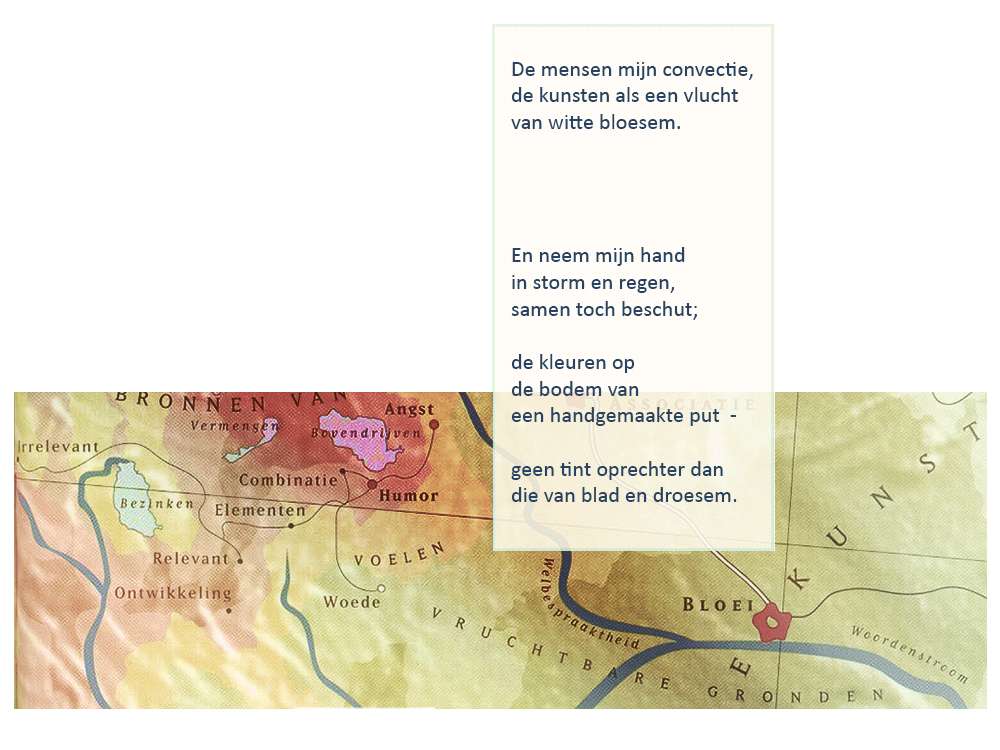 De mensen mijn convectie,
de kunsten als een vlucht
van witte bloesem.
En neem mijn hand
in storm en regen,
samen toch beschut;
de kleuren op
de bodem van
een handgemaakte put -
geen tint oprechter dan
die van blad en droesem.
BRONNEN VAN
Vermengen
Bovendrijven
Angst
ASSOCIATIE
Irrelevant
Combinatie
Humor
Bezinken
Elementen
Relevant
VOELEN
Ontwikkeling
Woede
Welbespraaktheid
BLOEI
VRUCHTBARE GRONDEN
Woordenstroom
E KUNST